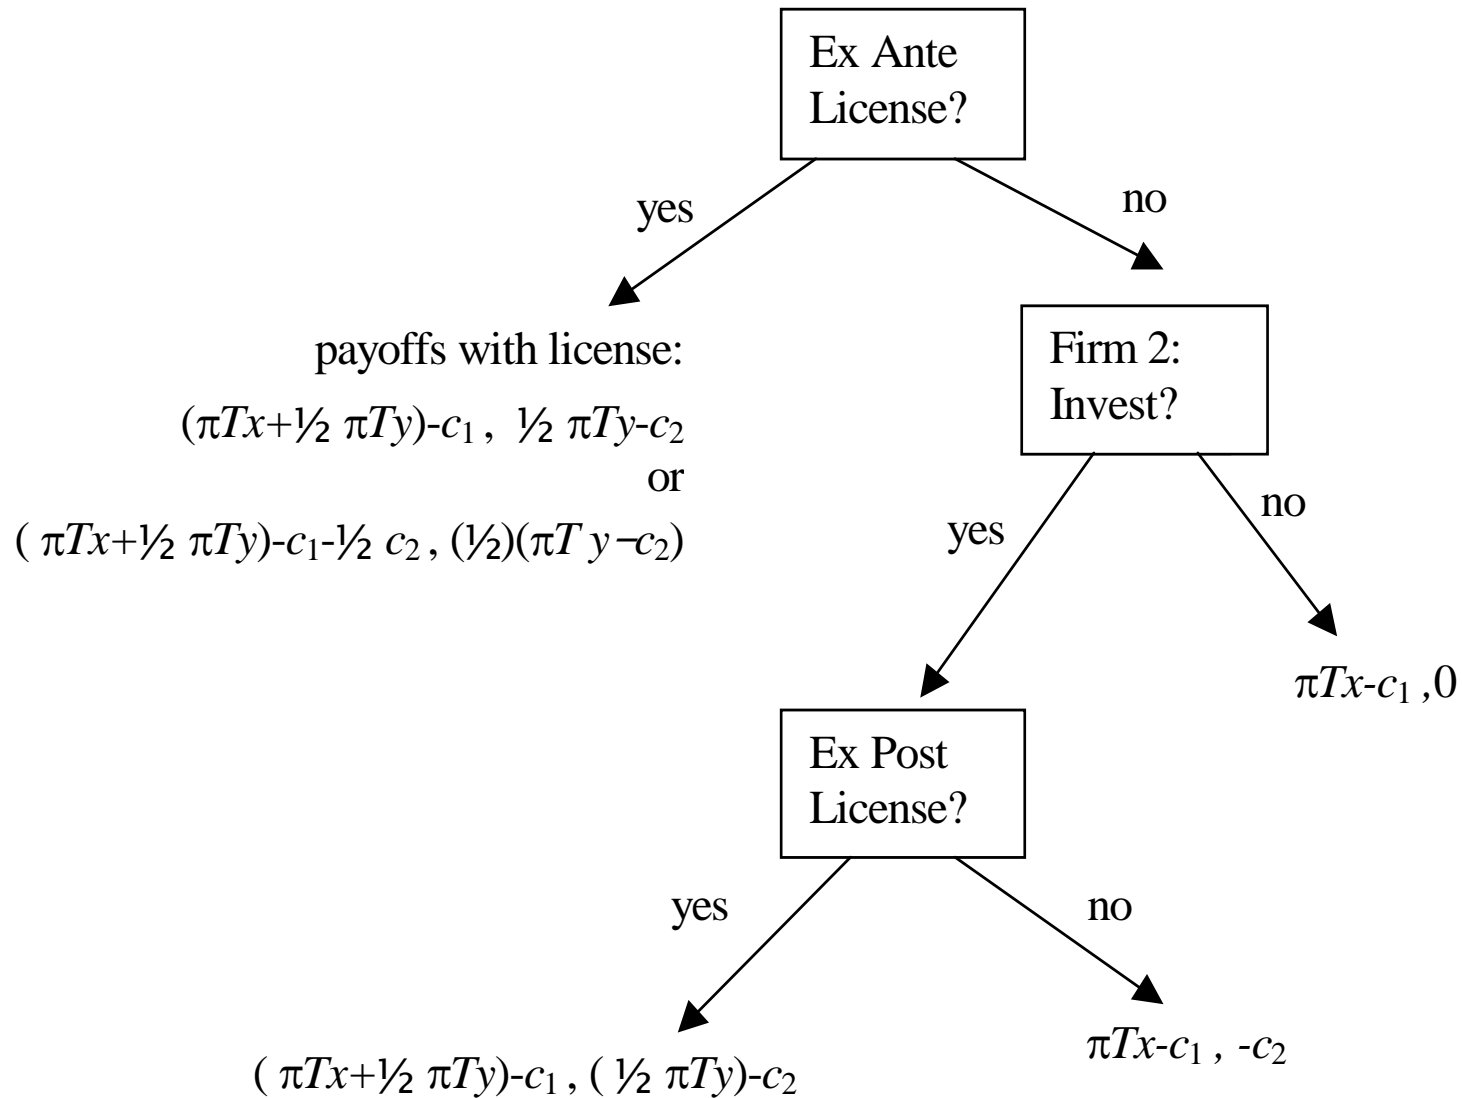 Ex Ante
License?
yes
no
payoffs with license:
(πTx+½ πTy)-c₁ , ½ πTy-c₂
or
( πTx+½ πTy)-c₁-½ c₂ , (½)(πT y−c₂)
Firm 2:
Invest?
yes
no
πTx-c₁ ,0
Ex Post
License?
yes
no
( πTx+½ πTy)-c₁ , ( ½ πTy)-c₂
πTx-c₁ , -c₂